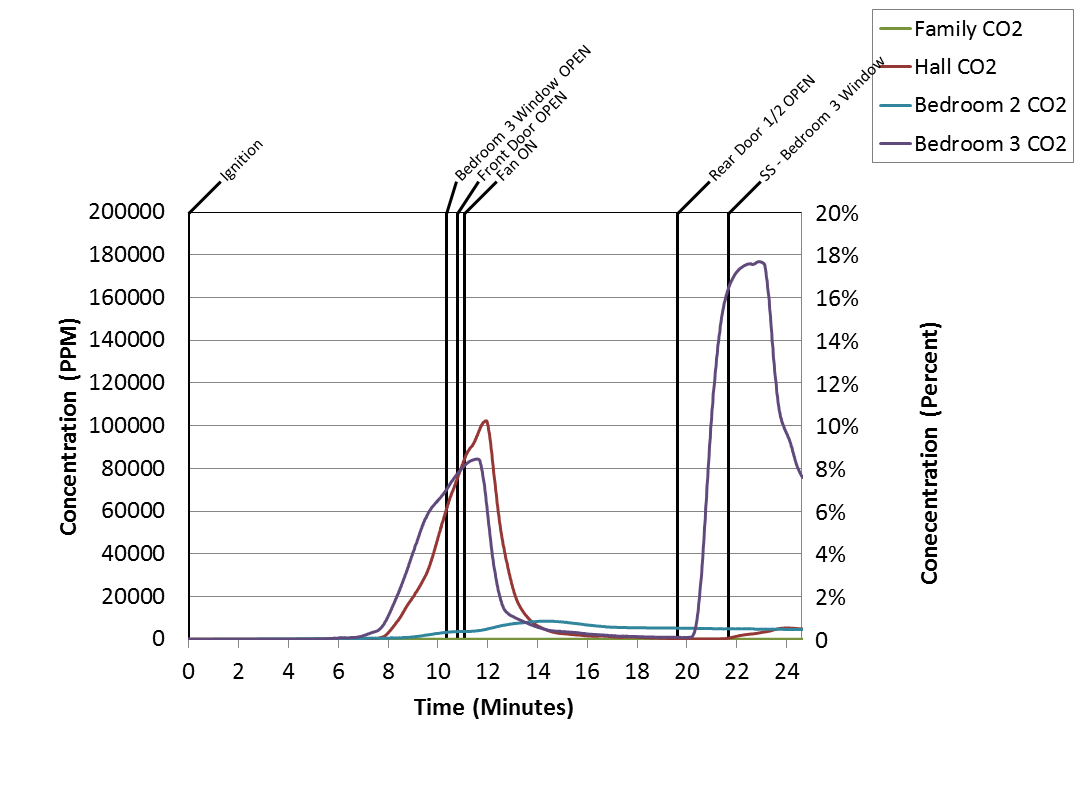 Family CO2
Hall CO2
Bedroom 2 CO2
Bedroom 3 CO2
Ignition
Bedroom 3 Window OPEN
Front Door OPEN
Fan ON
Rear Door 1/2 OPEN
SS - Bedroom 3 Window
Concentration (PPM)
200000
180000
160000
140000
120000
100000
80000
60000
40000
20000
0
20%
18%
16%
14%
12%
10%
8%
6%
4%
2%
0
Conecentration (Percent)
0 2 4 6 8 10 12 14 16 18 20 22 24
Time (Minutes)